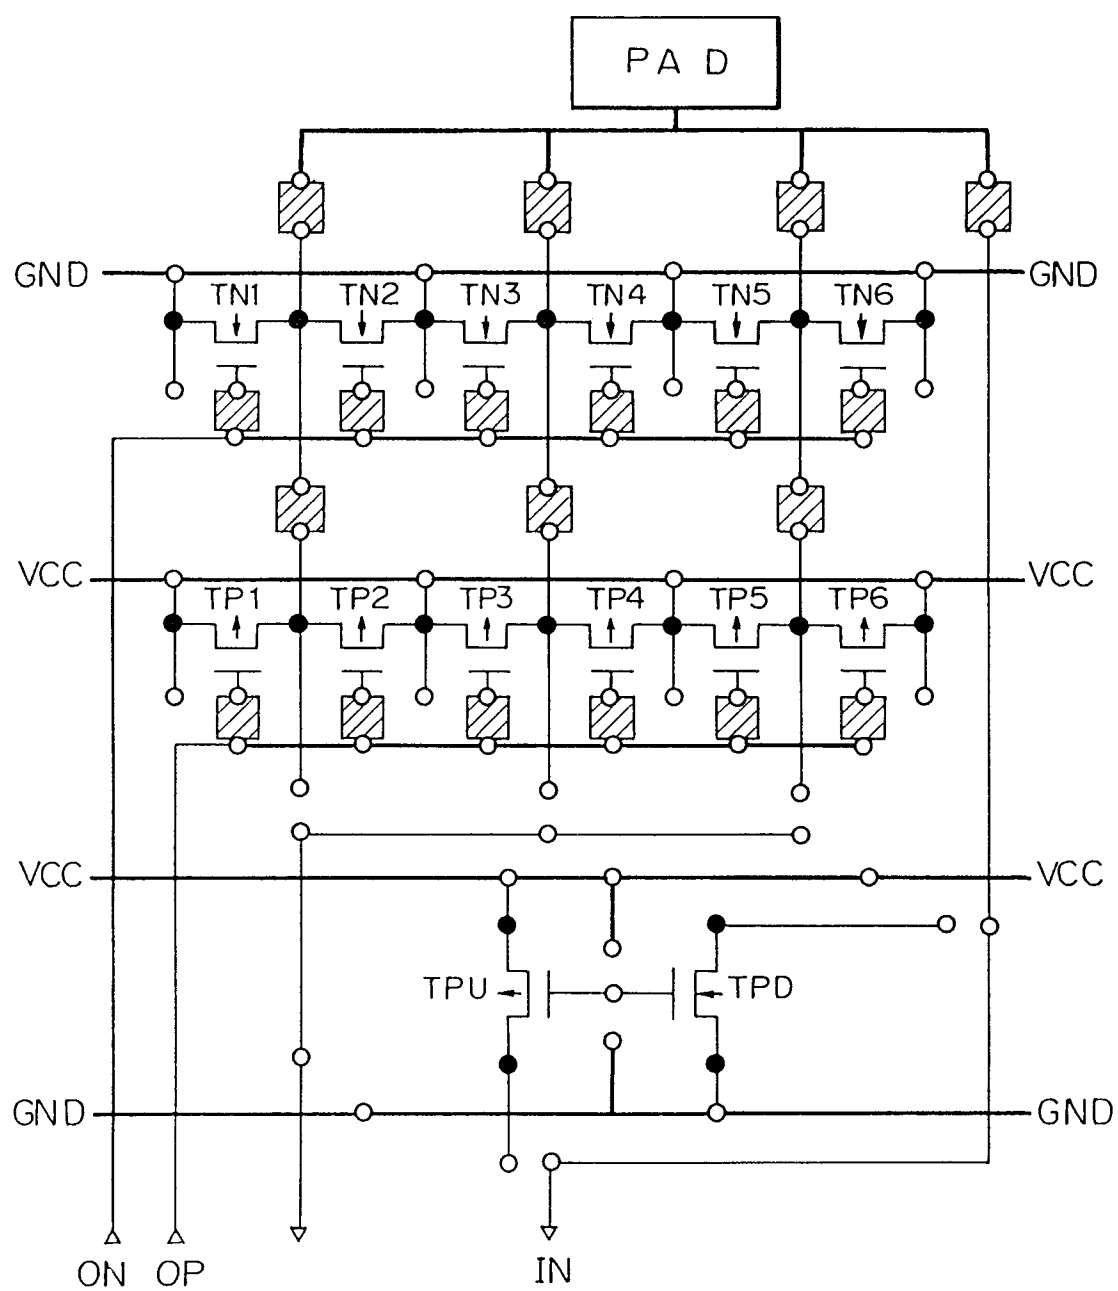 PAD
GND GND
TN1 TN2 TN3 TN4 TN5 TN6
VCC VCC
TP1 TP2 TP3 TP4 TP5 TP6
VCC VCC
TPU TPD
GND GND
ON OP IN